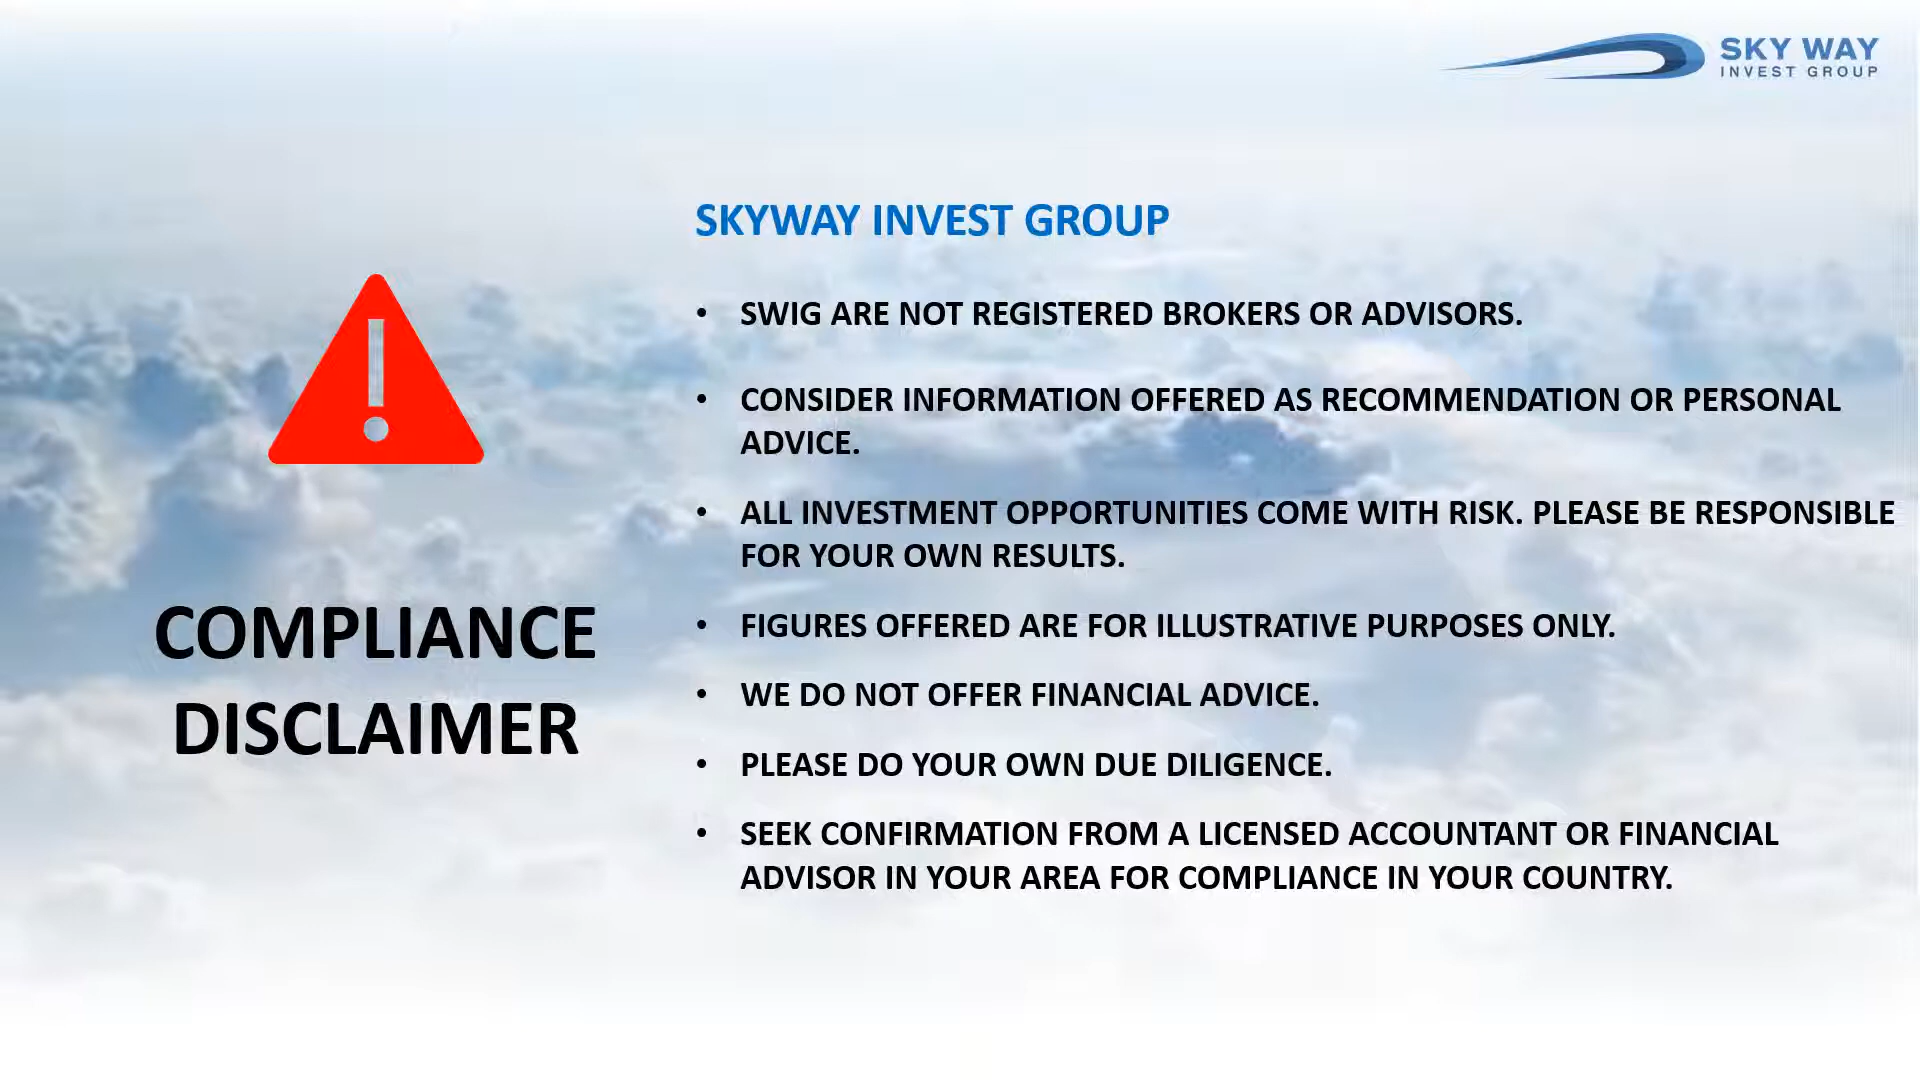 SKY WAY
INVEST GROUP
SKYWAY INVEST GROUP
• SWIG ARE NOT REGISTERED BROKERS OR ADVISORS.
• CONSIDER INFORMATION OFFERED AS RECOMMENDATION OR PERSONAL
ADVICE.
• ALL INVESTMENT OPPORTUNITIES COME WITH RISK. PLEASE BE RESPONSIBLE
FOR YOUR OWN RESULTS.
• FIGURES OFFERED ARE FOR ILLUSTRATIVE PURPOSES ONLY.
• WE DO NOT OFFER FINANCIAL ADVICE.
• PLEASE DO YOUR OWN DUE DILIGENCE.
• SEEK CONFIRMATION FROM A LICENSED ACCOUNTANT OR FINANCIAL
ADVISOR IN YOUR AREA FOR COMPLIANCE IN YOUR COUNTRY.
COMPLIANCE
DISCLAIMER